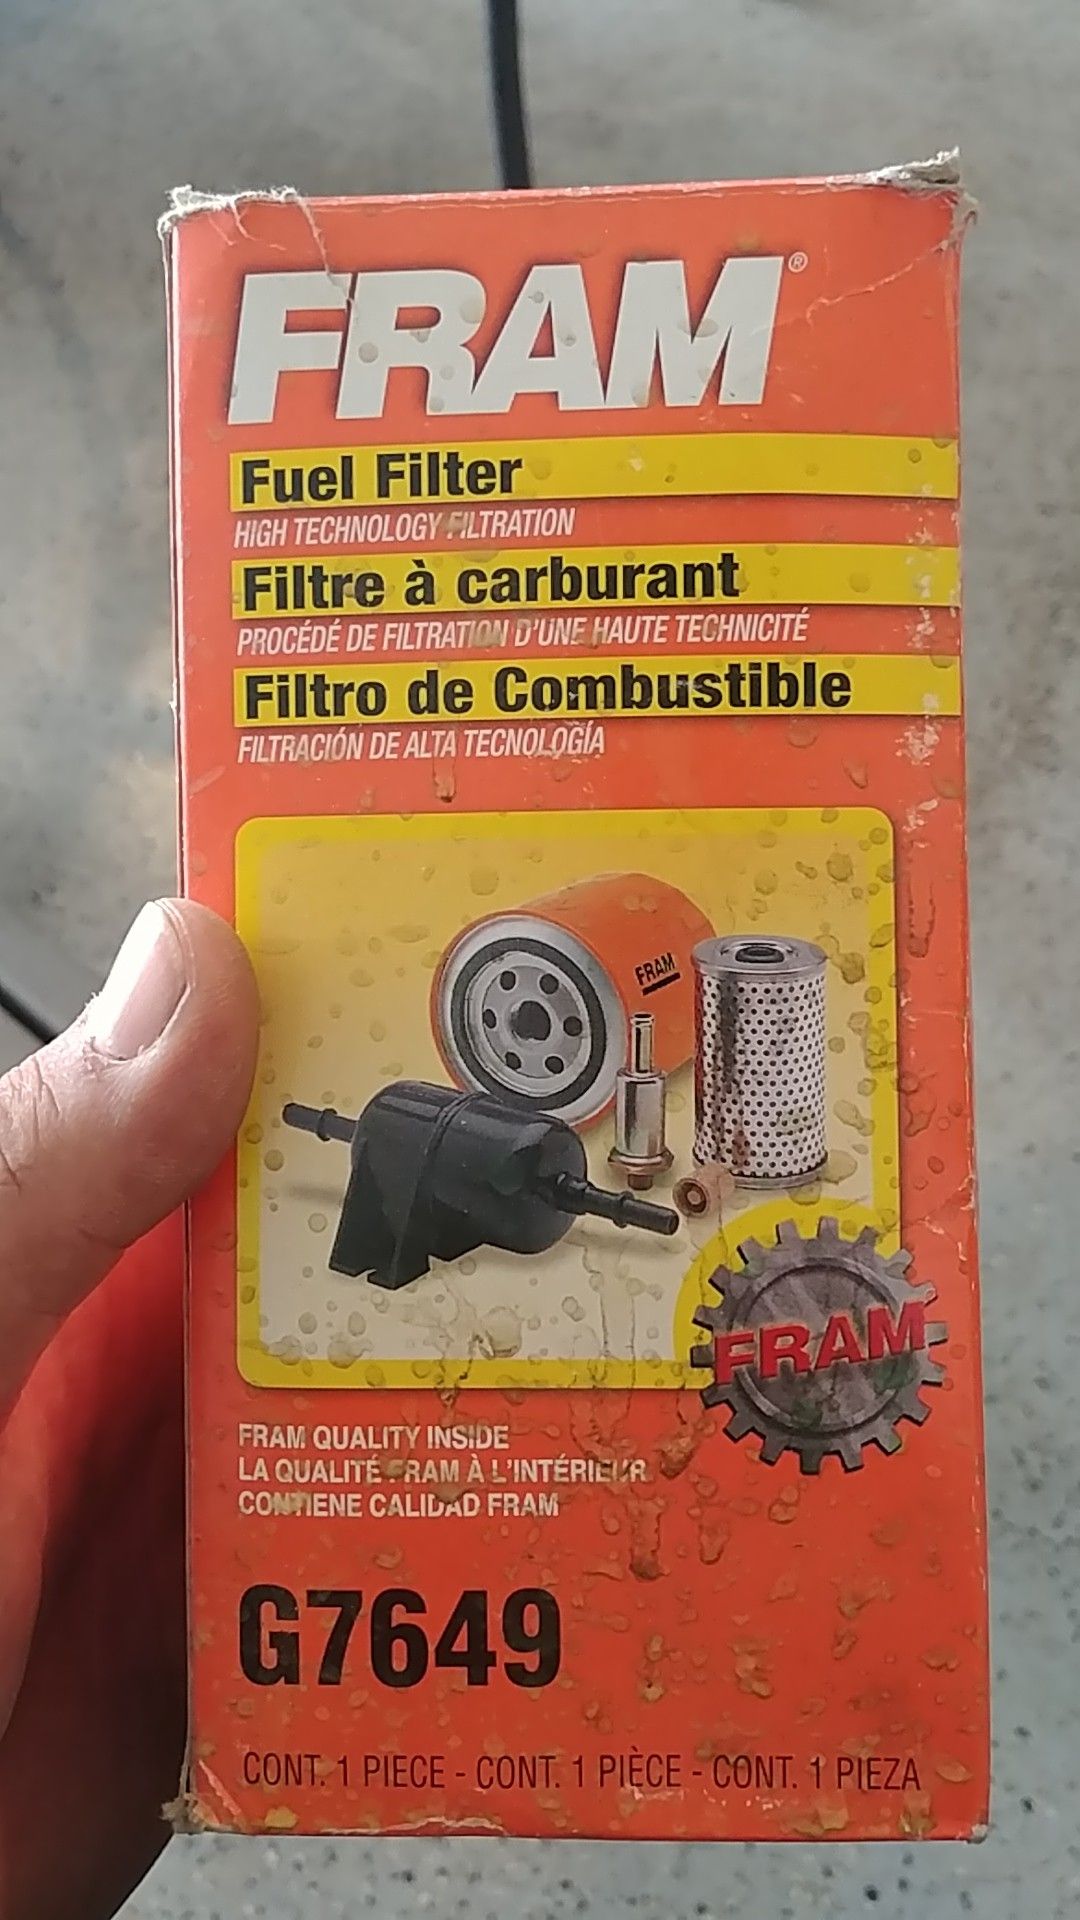 FRAM®
Fuel Filter
HIGH TECHNOLOGY FILTRATION
Filtre à carburant
PROCÉDÉ DE FILTRATION D'UNE HAUTE TECHNICITÉ
Filtro de Combustible
FILTRACIÓN DE ALTA TECNOLOGÍA
FRAM
FRAM
FRAM QUALITY INSIDE
LA QUALITÉ FRAM À L'INTÉRIEUR
CONTIENE CALIDAD FRAM
G7649
CONT. 1 PIECE - CONT. 1 PIÈCE - CONT. 1 PIEZA